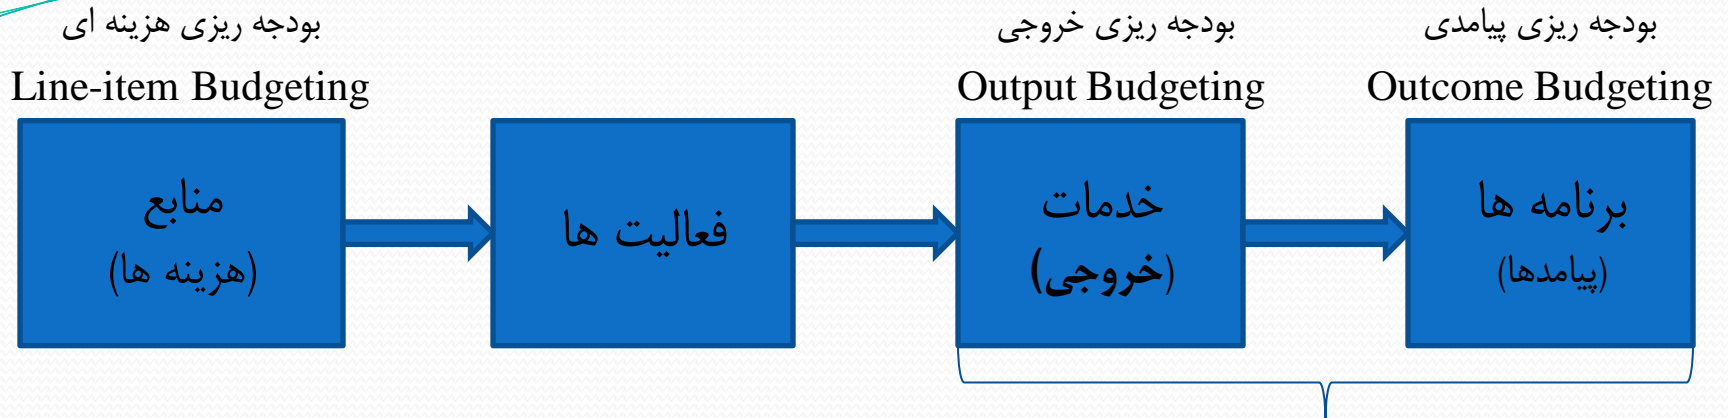 بودجه ریزی هزینه ای
Line-item Budgeting
منابع
(هزینه ها)
فعالیت ها
بودجه ریزی خروجی
Output Budgeting
خدمات
(خروجی)
بودجه ریزی پیامدی
Outcome Budgeting
برنامه ها
(پیامدها)